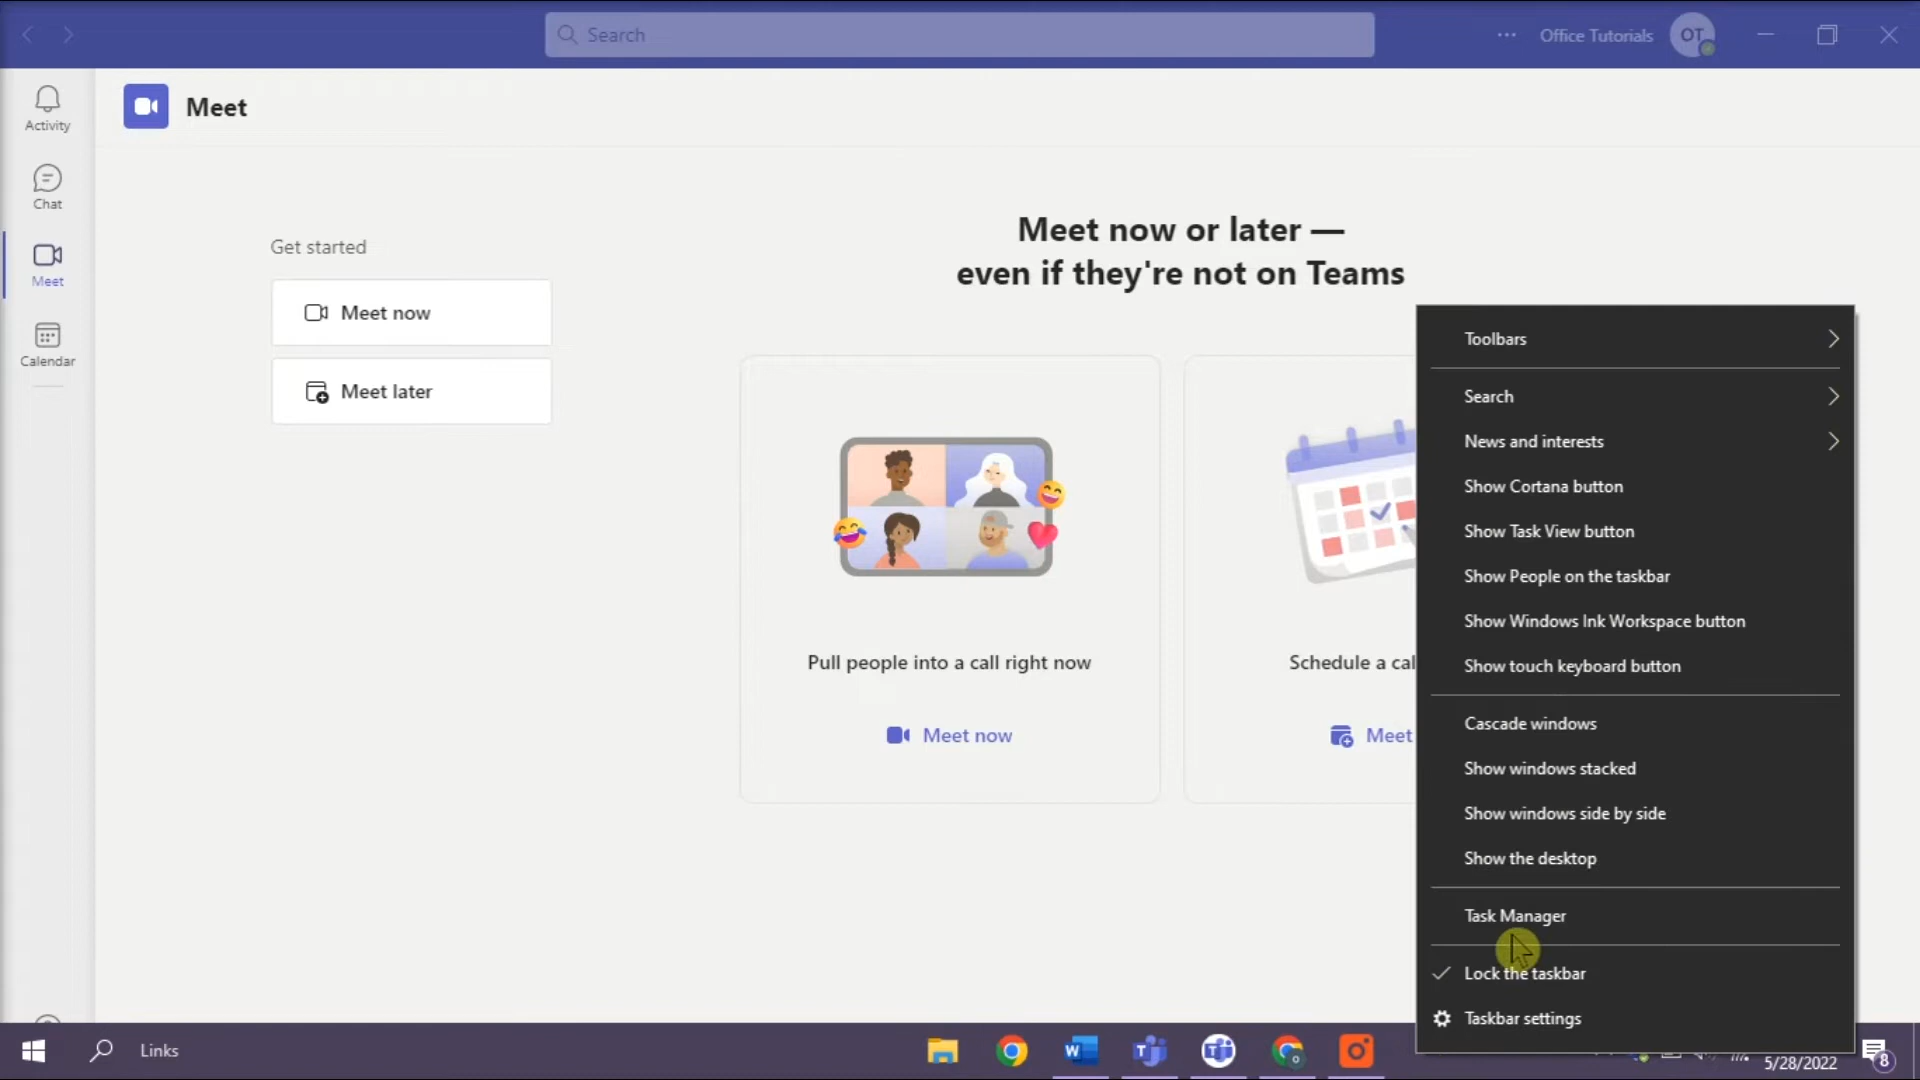 Search
Office Tutorials
OT
Activity
Chat
Meet
Calendar
Meet
Get started
Meet now
Meet later
Meet now or later —
even if they're not on Teams
Pull people into a call right now
Meet now
Schedule a cal
Meet
Toolbars
Search
News and interests
Show Cortana button
Show Task View button
Show People on the taskbar
Show Windows Ink Workspace button
Show touch keyboard button
Cascade windows
Show windows stacked
Show windows side by side
Show the desktop
Task Manager
Lock the taskbar
Taskbar settings
Links
5/28/2022
8